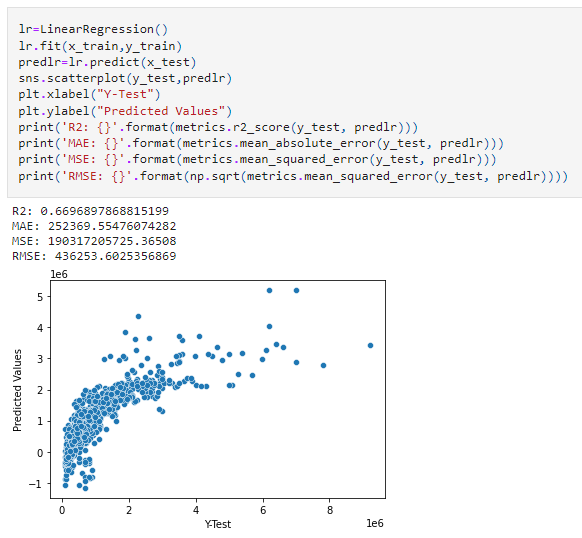 lr=LinearRegression()
lr.fit(x_train,y_train)
predlr=lr.predict(x_test)
sns.scatterplot(y_test,predlr)
plt.xlabel("Y-Test")
plt.ylabel("Predicted Values")
print('R2: {}'.format(metrics.r2_score(y_test, predlr)))
print('MAE: {}'.format(metrics.mean_absolute_error(y_test, predlr)))
print('MSE: {}'.format(metrics.mean_squared_error(y_test, predlr)))
print('RMSE: {}'.format(np.sqrt(metrics.mean_squared_error(y_test, predlr))))
R2: 0.6696897868815199
MAE: 252369.55476074282
MSE: 190317205725.36508
RMSE: 436253.6025356869
1e6
5
4
3
2
1
0
−1
Predicted Values
0 2 4 6 8
Y-Test
1e6